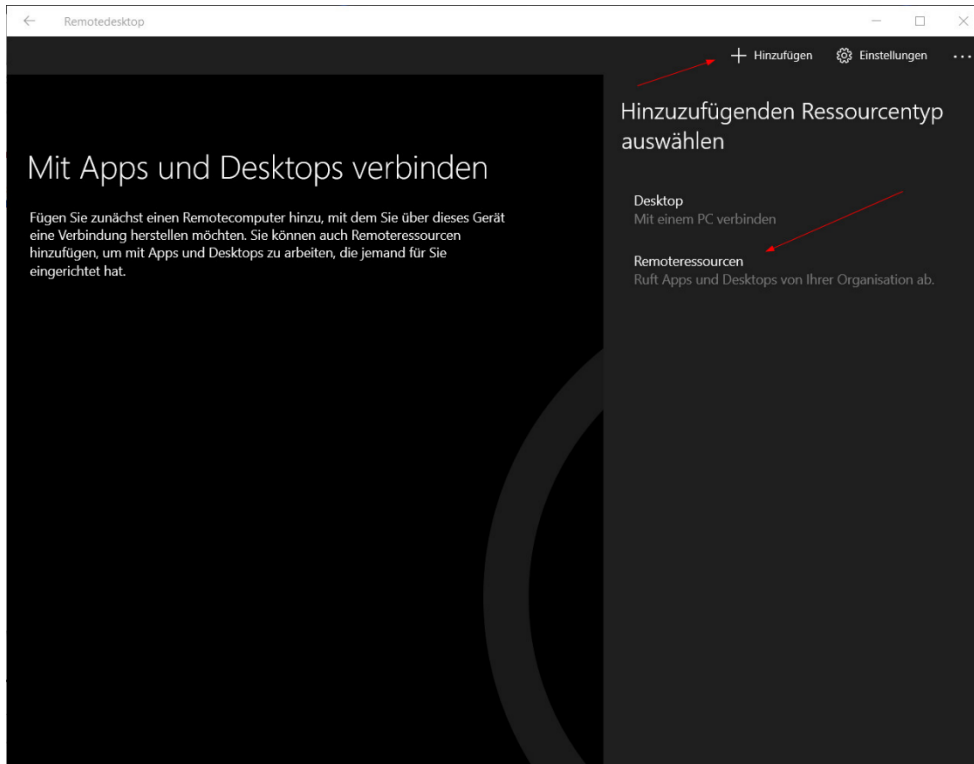 Remotedesktop
Hinzufügen Einstellungen ...
Hinzuzufügenden Ressourcentyp
auswählen
Mit Apps und Desktops verbinden
Fügen Sie zunächst einen Remotecomputer hinzu, mit dem Sie über dieses Gerät
eine Verbindung herstellen möchten. Sie können auch Remoteressourcen
hinzufügen, um mit Apps und Desktops zu arbeiten, die jemand für Sie
eingerichtet hat.
Desktop
Mit einem PC verbinden
Remoteressourcen
Ruft Apps und Desktops von Ihrer Organisation ab.